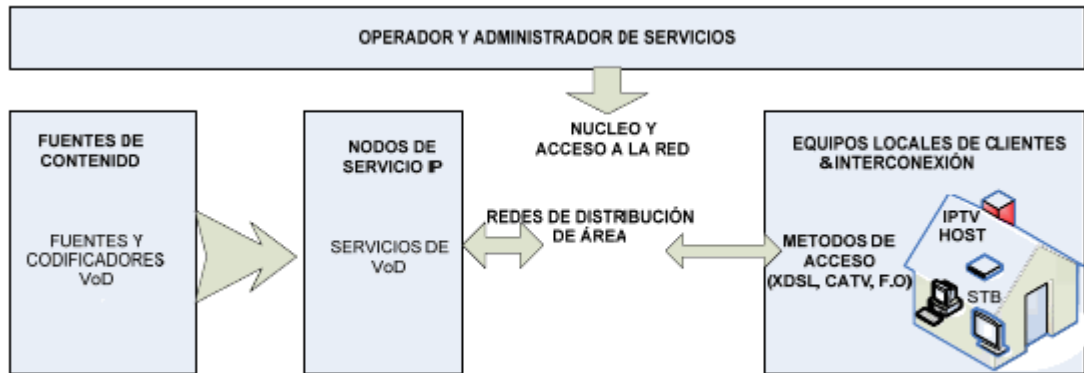 OPERADOR Y ADMINISTRADOR DE SERVICIOS
FUENTES DE
CONTENIDO
FUENTES Y
CODIFICADORES
VoD
NODOS DE
SERVICIO IP
SERVICIOS DE
VoD
NUCLEO Y
ACCESO A LA RED
REDES DE DISTRIBUCIÓN
DE ÁREA
EQUIPOS LOCALES DE CLIENTES
& INTERCONEXIÓN
METODOS DE
ACCESO
(XDSL, CATV, F.O)
IPTV
HOST
STB